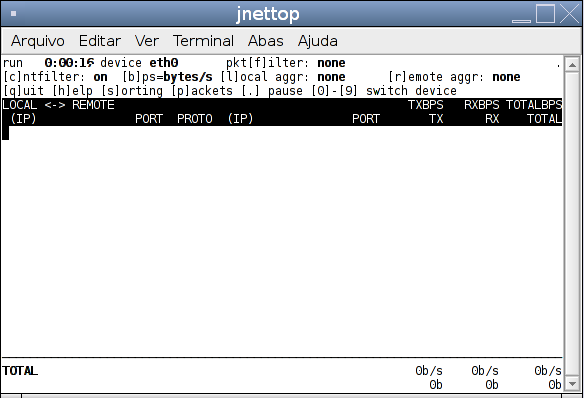 jnettop
Arquivo Editar Ver Terminal Abas Ajuda
run 0:00:16 device eth0 pkt[f]ilter: none .
[c]ntfilter: on [b]ps=bytes/s [l]ocal aggr: none [r]emote aggr: none
[q]uit [h]elp [s]orting [p]ackets [.] pause [0]-[9] switch device
LOCAL <-> REMOTE TXBPS RXBPS TOTALBPS
(IP) PORT PROTO (IP) PORT TX RX TOTAL
TOTAL 0b/s 0b/s 0b/s
0b 0b 0b